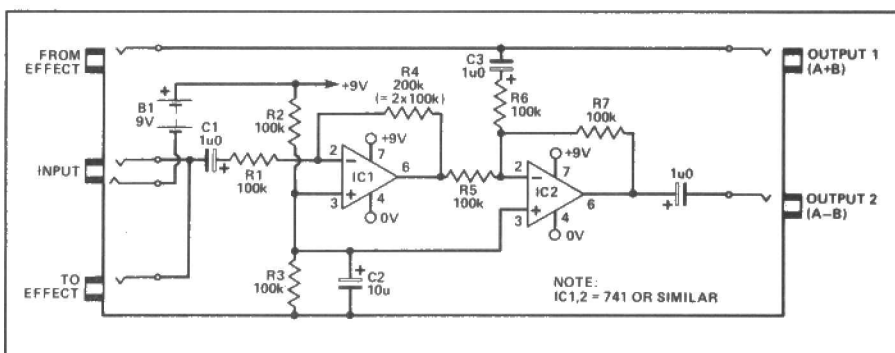 FROM
EFFECT
B1
9V
+
C1
1u0
+
INPUT
TO
EFFECT
R2
100k
+9V
R4
200k
(= 2x100k)
R1
100k
2
3
−
+
IC1
+9V
7
6
4
0V
R3
100k
+
C2
10u
C3
1u0
+
R6
100k
R7
100k
R5
100k
2
3
−
+
IC2
+9V
7
6
4
0V
1u0
+
OUTPUT 1
(A+B)
OUTPUT 2
(A−B)
NOTE:
IC1,2 = 741 OR SIMILAR